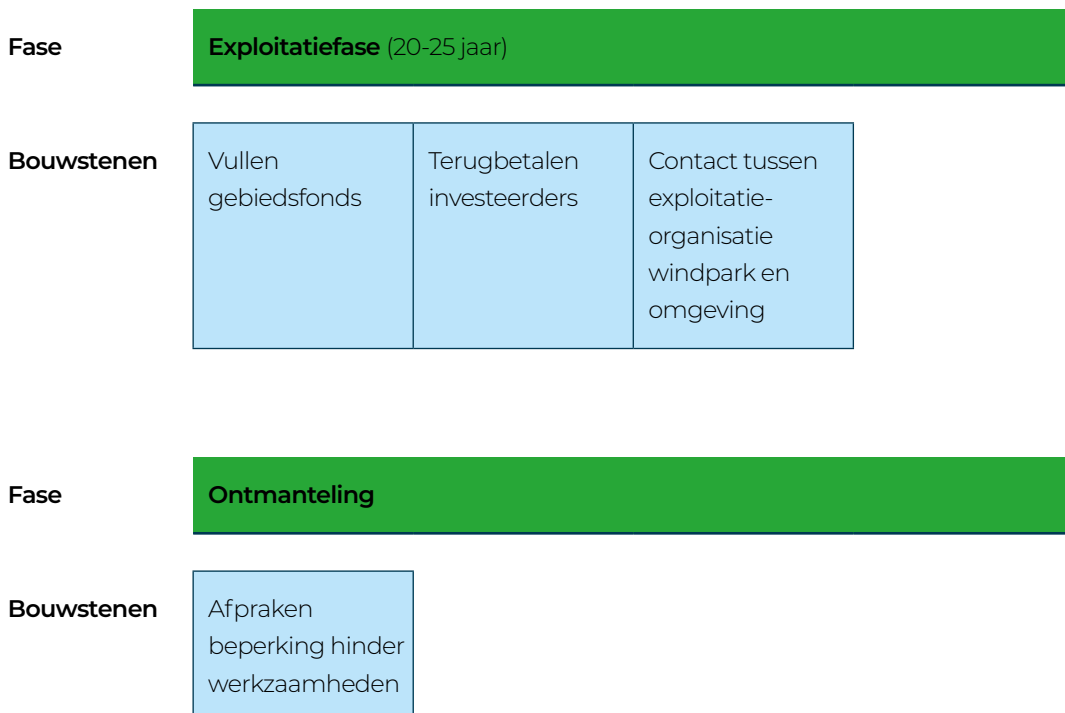 Fase
Exploitatiefase (20-25 jaar)
Bouwstenen
Vullen
gebiedsfonds
Terugbetalen
investeerders
Contact tussen
exploitatie-
organisatie
windpark en
omgeving
Fase
Ontmanteling
Bouwstenen
Afpraken
beperking hinder
werkzaamheden